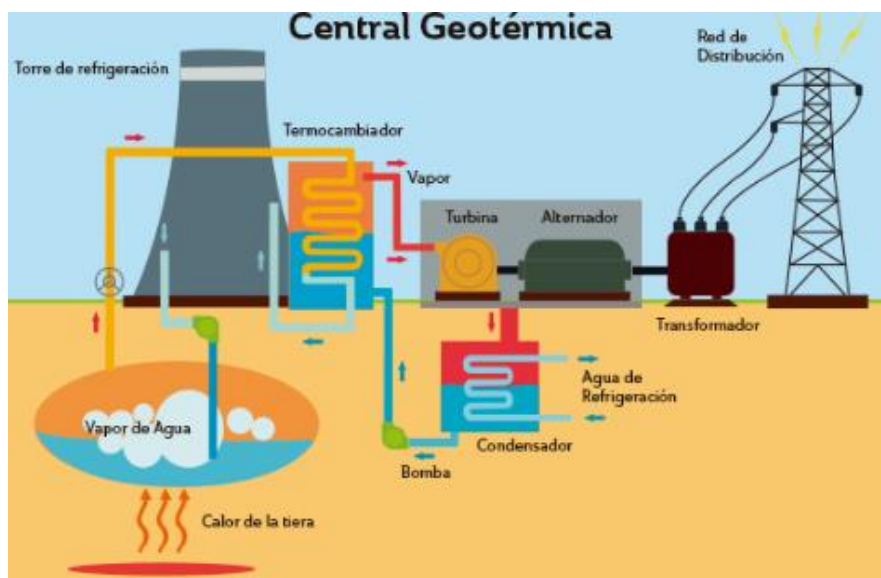 Central Geotérmica
Red de
Distribución
Torre de refrigeración
Termocambiador
Vapor
Turbina
Alternador
Transformador
Agua de
Refrigeración
Vapor de Agua
Condensador
Bomba
Calor de la tiera